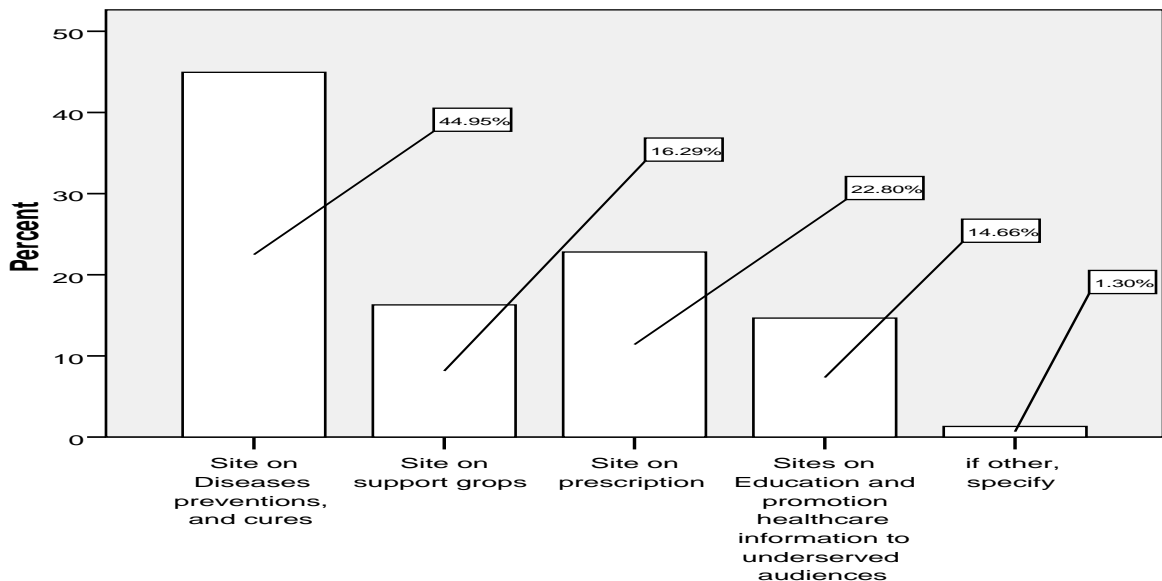 Percent
50
40
30
20
10
0
44.95%
16.29%
22.80%
14.66%
1.30%
Site on
Diseases
preventions,
and cures
Site on
support grops
Site on
prescription
Sites on
Education and
promotion
healthcare
information to
underserved
audiences
if other,
specify